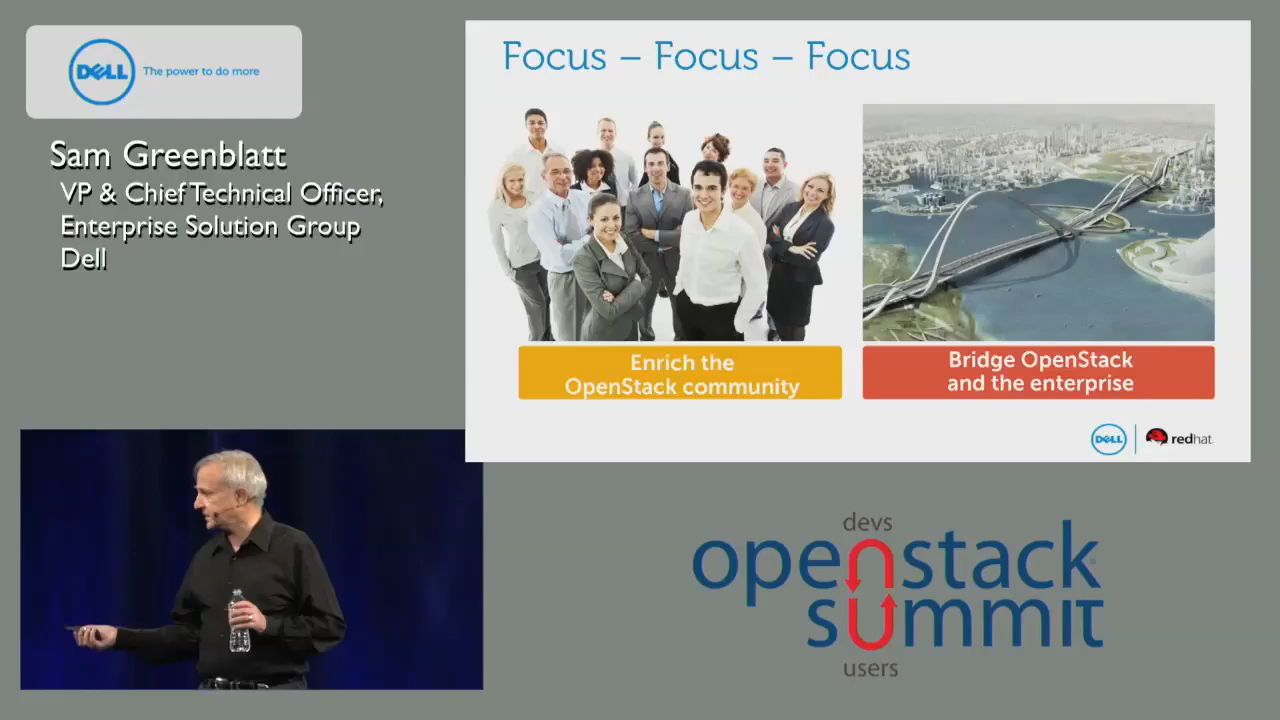 DELL
The power to do more
Sam Greenblatt
VP & Chief Technical Officer,
Enterprise Solution Group
Dell
Focus – Focus – Focus
Enrich the
OpenStack community
Bridge OpenStack
and the enterprise
DELL
redhat.
devs
openstack
summit
users